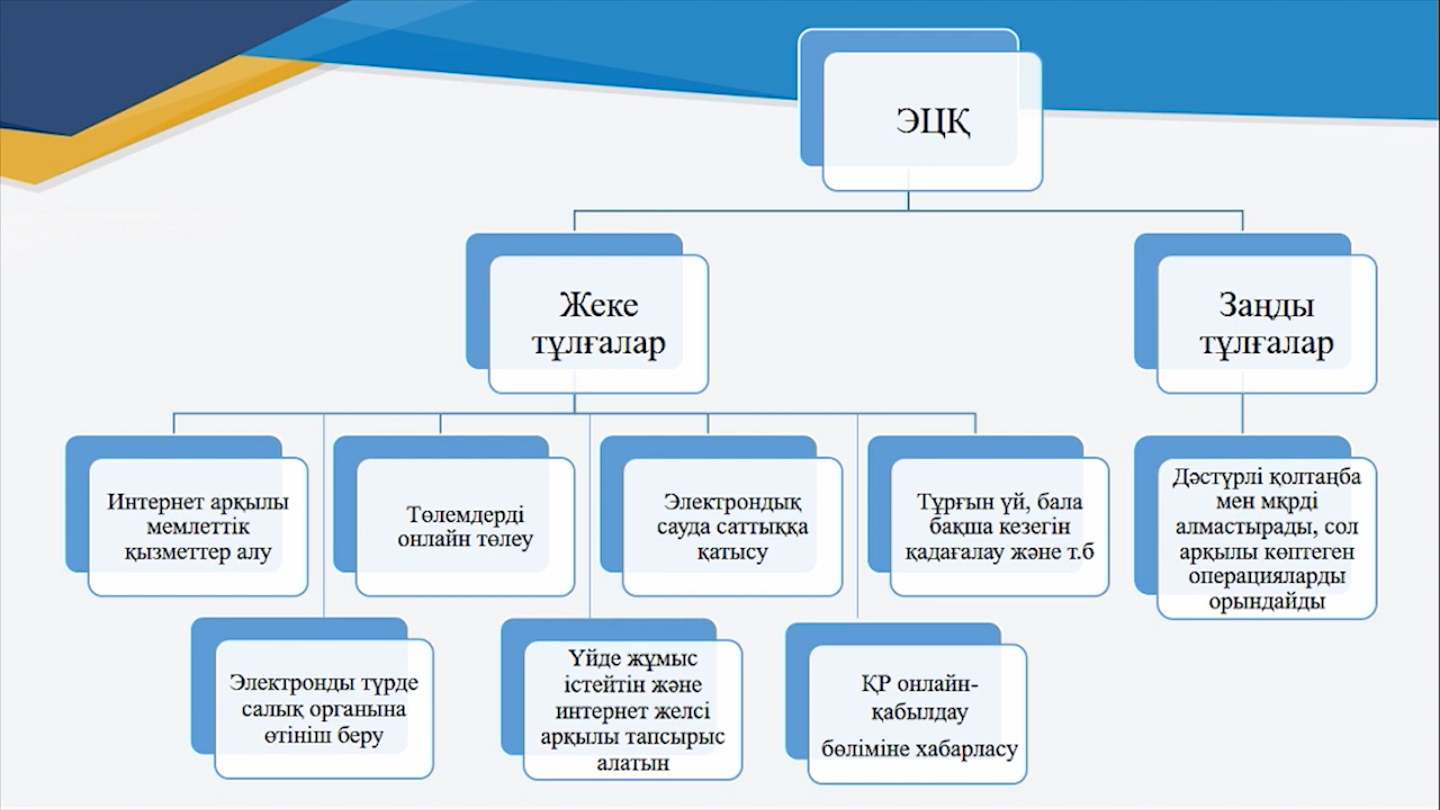 ЭЦҚ
Жеке
тұлғалар
Заңды
тұлғалар
Интернет арқылы
мемлеттік
қызметтер алу
Төлемдерді
онлайн төлеу
Электрондық
сауда саттыққа
қатысу
Тұрғын үй, бала
бақша кезегін
қадағалау және т.б
Дәстүрлі қолтаңба
мен мқрді
алмастырады, сол
арқылы көптеген
операцияларды
орындайды
Электронды түрде
салық органына
өтініш беру
Үйде жұмыс
істейтін және
интернет желсі
арқылы тапсырыс
алатын
ҚР онлайн-
қабылдау
бөліміне хабарласу